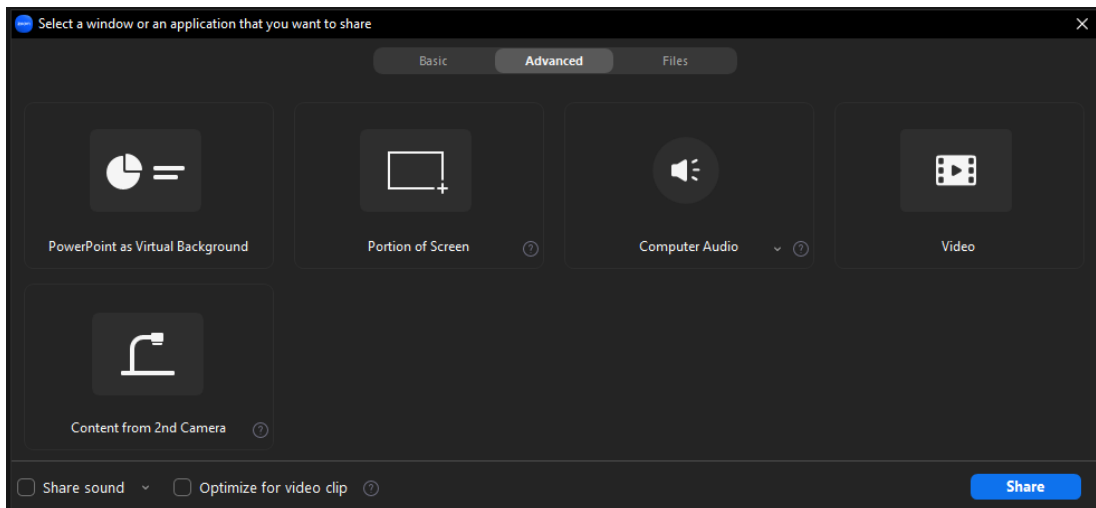 Select a window or an application that you want to share
Basic
Advanced
Files
PowerPoint as Virtual Background
Portion of Screen
Computer Audio
Video
Content from 2nd Camera
Share sound
Optimize for video clip
Share